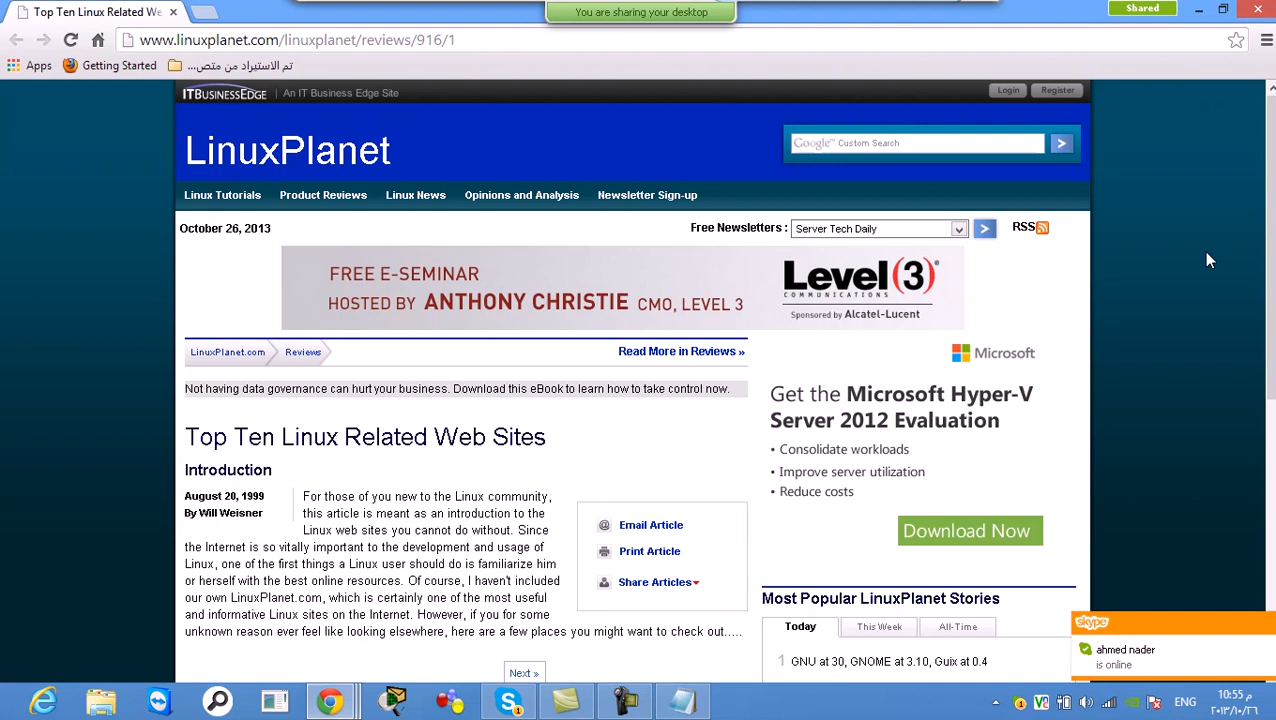 Top Ten Linux Related We
You are sharing your desktop
Shared
www.linuxplanet.com/linuxplanet/reviews/916/1
Apps
Getting Started
تم الاستيراد من متص...
ITBUSINESSEDGE
An IT Business Edge Site
Login
Register
LinuxPlanet
Google Custom Search
Linux Tutorials
Product Reviews
Linux News
Opinions and Analysis
Newsletter Sign-up
October 26, 2013
Free Newsletters :
Server Tech Daily
RSS
FREE E-SEMINAR
HOSTED BY ANTHONY CHRISTIE CMO, LEVEL 3
Level (3)®
COMMUNICATIONS
Sponsored by Alcatel-Lucent
LinuxPlanet.com
Reviews
Read More in Reviews »
Not having data governance can hurt your business. Download this eBook to learn how to take control now.
Top Ten Linux Related Web Sites
Introduction
August 20, 1999
By Will Weisner
For those of you new to the Linux community,
this article is meant as an introduction to the
Linux web sites you cannot do without. Since
the Internet is so vitally important to the development and usage of
Linux, one of the first things a Linux user should do is familiarize him
or herself with the best online resources. Of course, I haven't included
our own LinuxPlanet.com, which is certainly one of the most useful
and informative Linux sites on the Internet. However, if you for some
unknown reason ever feel like looking elsewhere, here are a few places you might want to check out.....
Email Article
Print Article
Share Articles
Next »
Microsoft
Get the Microsoft Hyper-V
Server 2012 Evaluation
• Consolidate workloads
• Improve server utilization
• Reduce costs
Download Now
Most Popular LinuxPlanet Stories
Today
This Week
All-Time
1 GNU at 30, GNOME at 3.10, Guix at 0.4
skype
ahmed nader
is online
ENG
10:55 م
٢٠١٣/١٠/٢٦